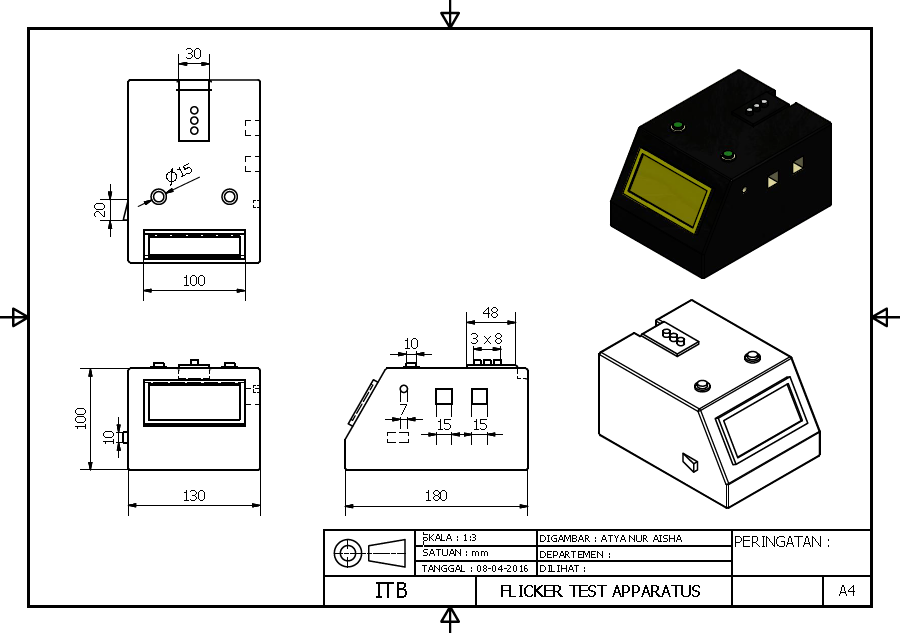 30
Ø15
20
100
48
3 x 8
10
7
15
15
100
10
130
180
SKALA : 1:3
SATUAN : mm
TANGGAL : 08-04-2016
DIGAMBAR : ATYA NUR AISHA
DEPARTEMEN :
DILIHAT :
PERINGATAN :
ITB
FLICKER TEST APPARATUS
A4